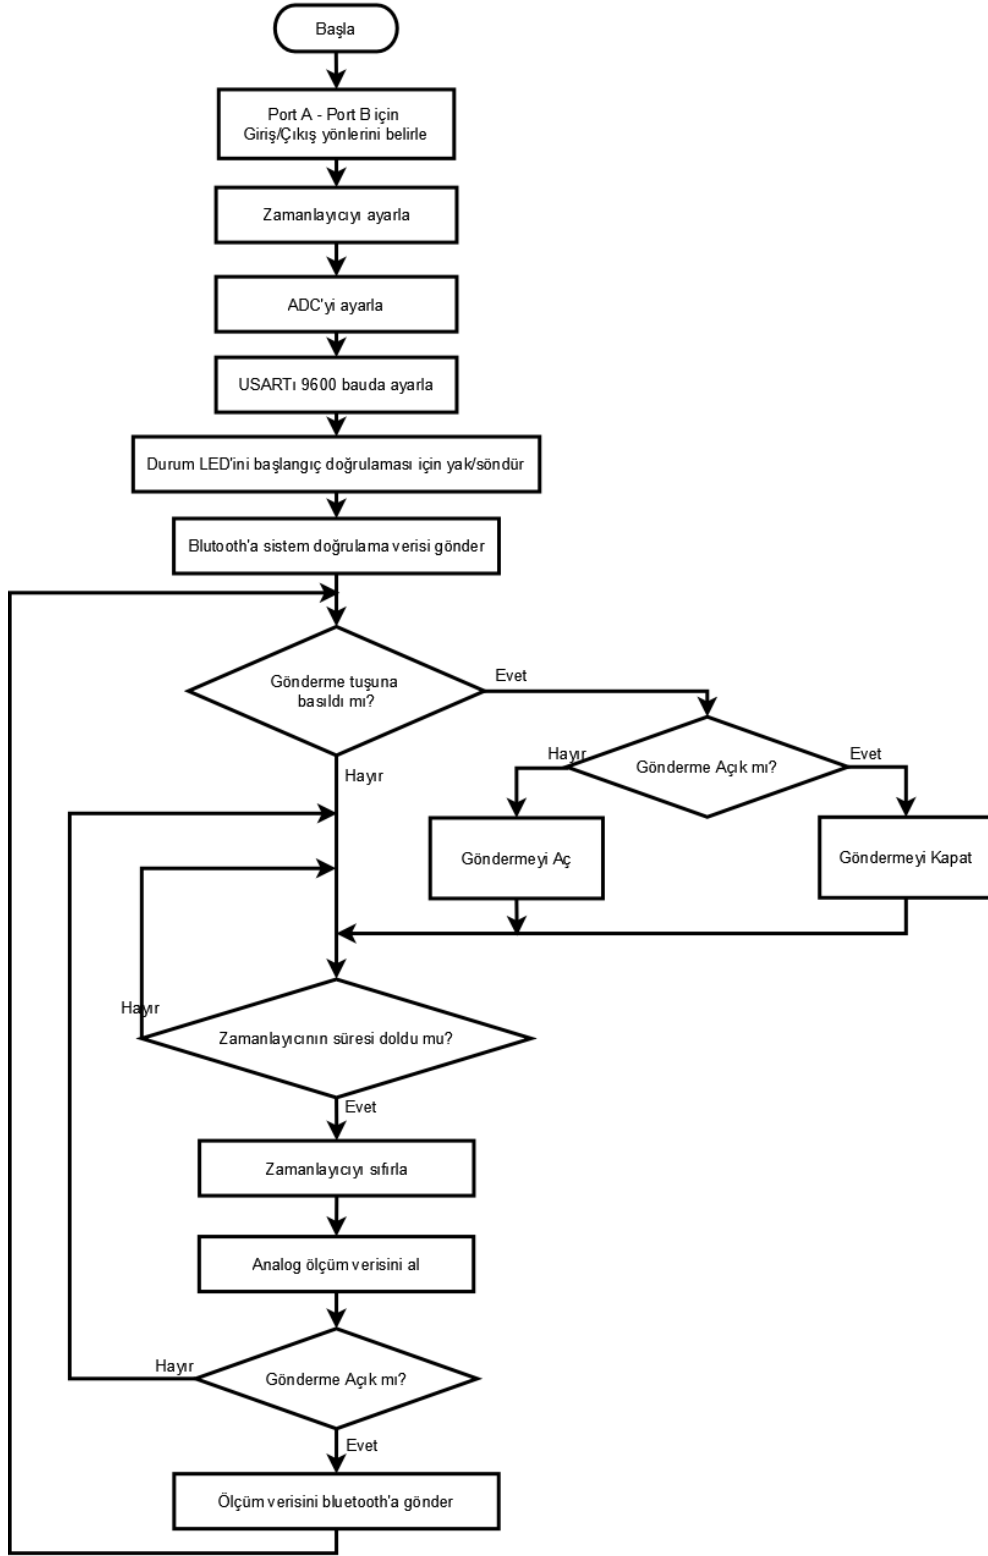 Başla
Port A - Port B için
Giriş/Çıkış yönlerini belirle
Zamanlayıcıyı ayarla
ADC'yi ayarla
USARTı 9600 bauda ayarla
Durum LED'ini başlangıç doğrulaması için yak/söndür
Blutooth'a sistem doğrulama verisi gönder
Gönderme tuşuna
basıldı mı?
Evet
Hayır
Gönderme Açık mı?
Hayır
Evet
Göndermeyi Aç
Göndermeyi Kapat
Zamanlayıcının süresi doldu mu?
Hayır
Evet
Zamanlayıcıyı sıfırla
Analog ölçüm verisini al
Gönderme Açık mı?
Hayır
Evet
Ölçüm verisini bluetooth'a gönder